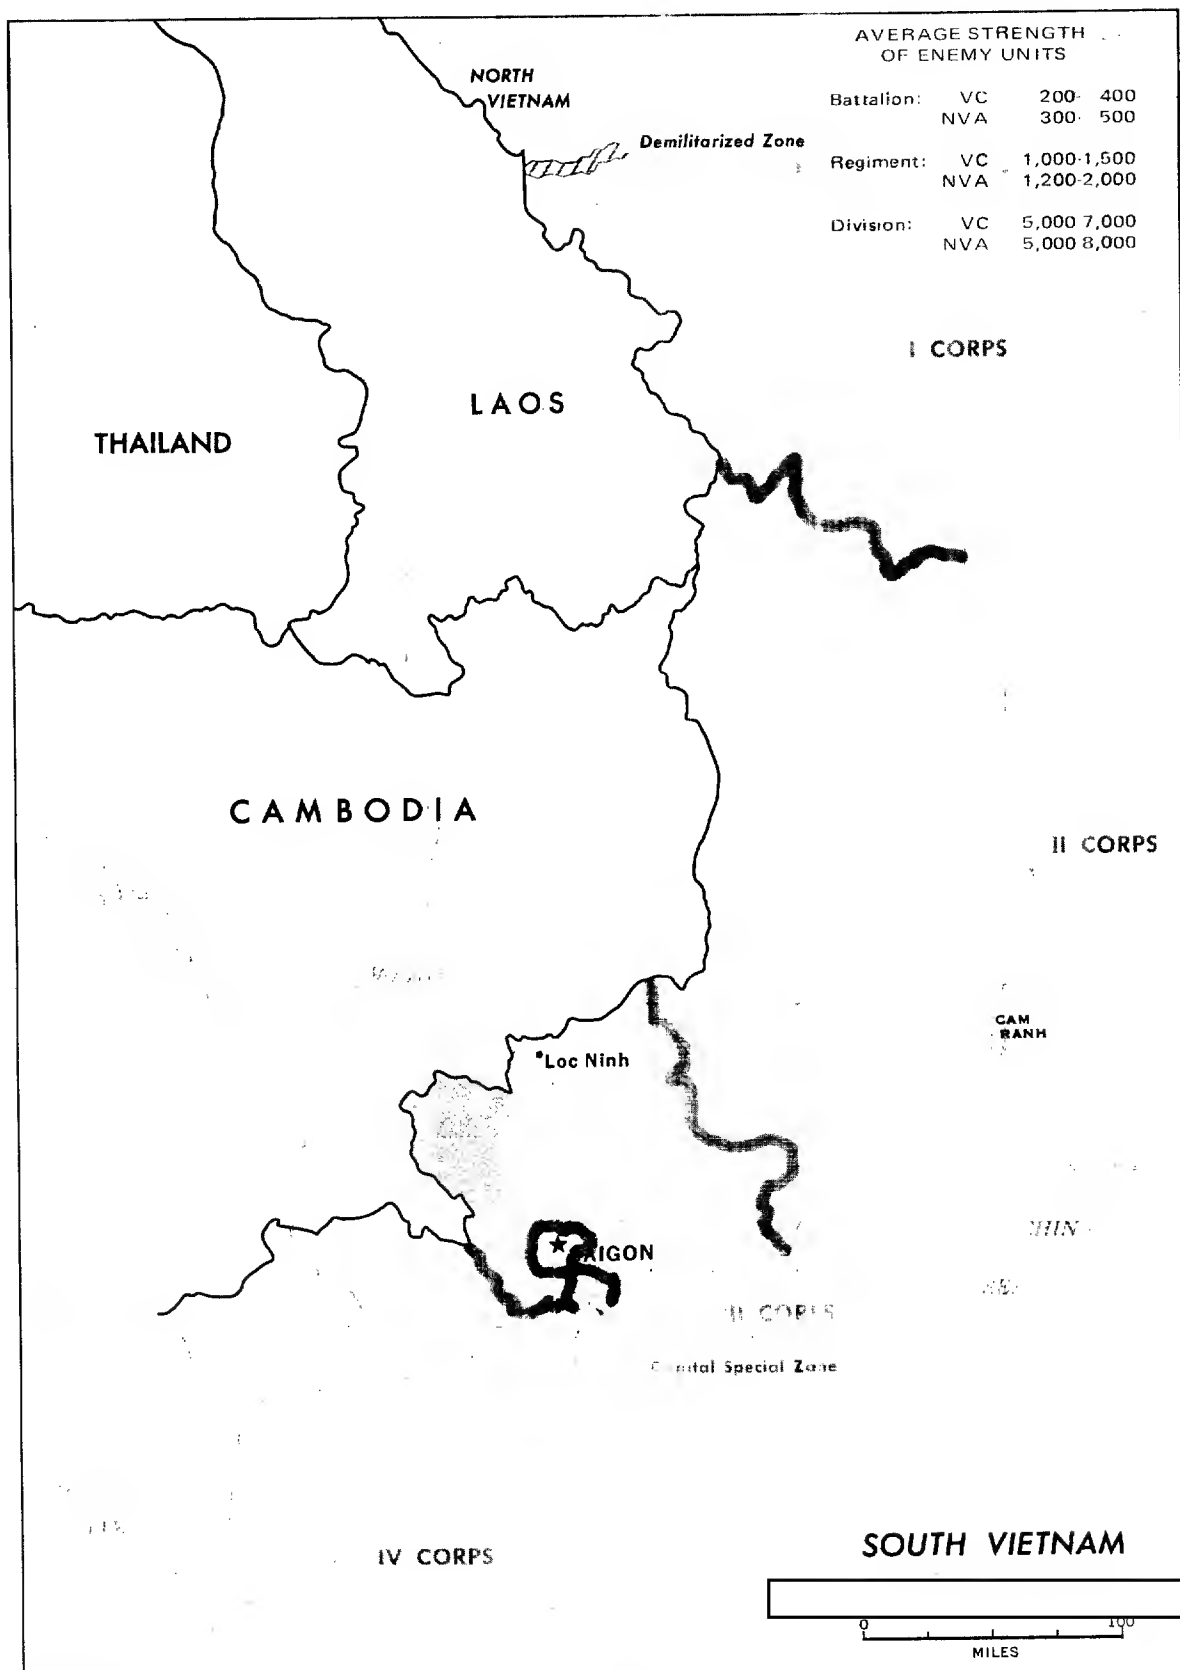 AVERAGE STRENGTH
OF ENEMY UNITS
Battalion: VC 200- 400
NVA 300- 500
Regiment: VC 1,000-1,500
NVA 1,200-2,000
Division: VC 5,000 7,000
NVA 5,000 8,000
NORTH
VIETNAM
Demilitarized Zone
I CORPS
LAOS
THAILAND
CAMBODIA
II CORPS
CAM
RANH
Loc Ninh
AIGON
CORPS
Special Zone
IV CORPS
SOUTH VIETNAM
0 100
MILES